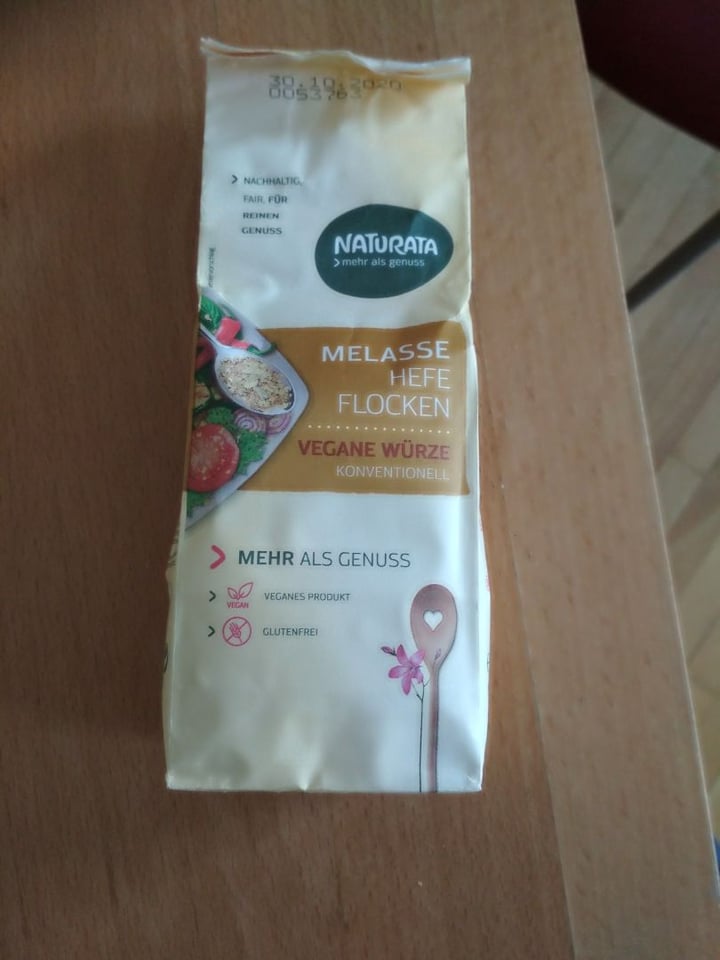 30.10.2020
0053763
NACHHALTIG,
FAIR, FÜR
REINEN
GENUSS
NATURATA
mehr als genuss
MELASSE
HEFE
FLOCKEN
VEGANE WÜRZE
KONVENTIONELL
MEHR ALS GENUSS
VEGAN
VEGANES PRODUKT
GLUTENFREI